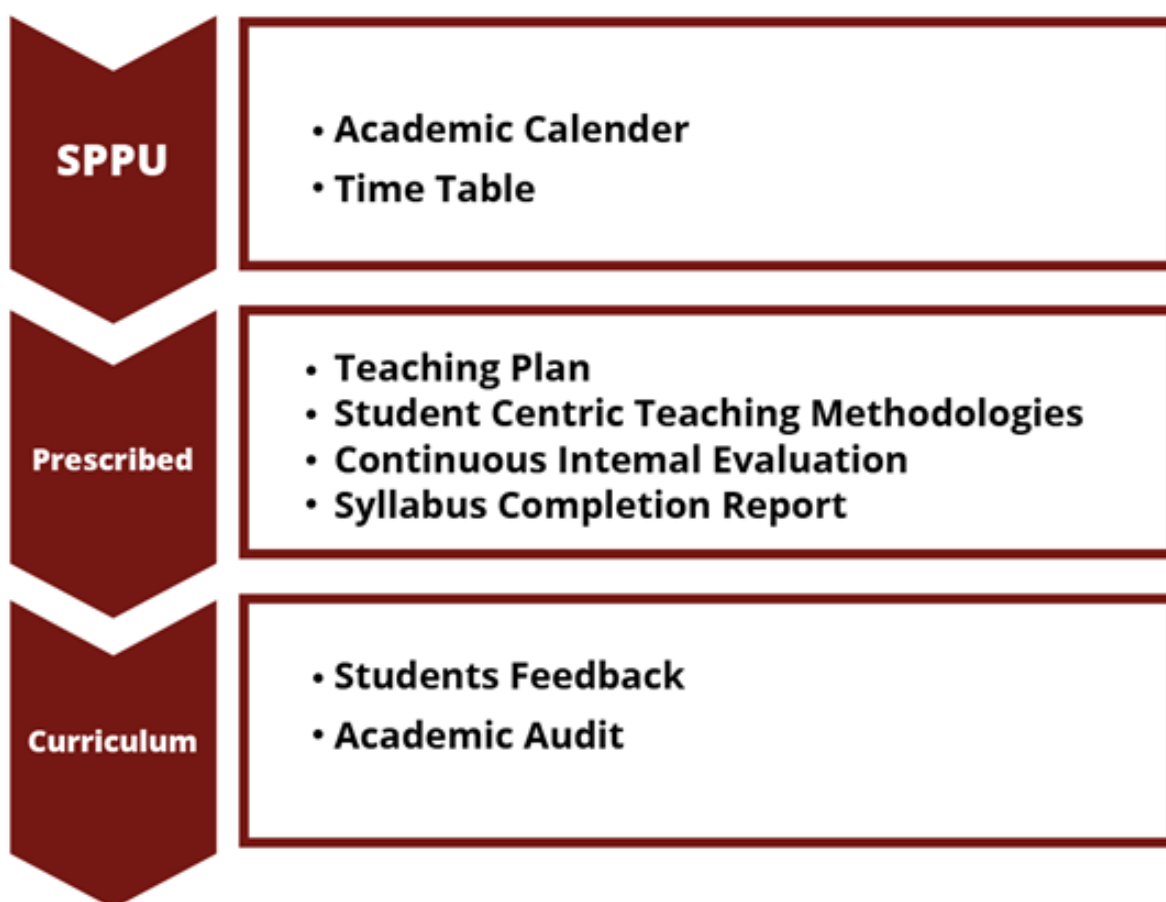 SPPU
• Academic Calender
• Time Table
Prescribed
• Teaching Plan
• Student Centric Teaching Methodologies
• Continuous Intemal Evaluation
• Syllabus Completion Report
Curriculum
• Students Feedback
• Academic Audit